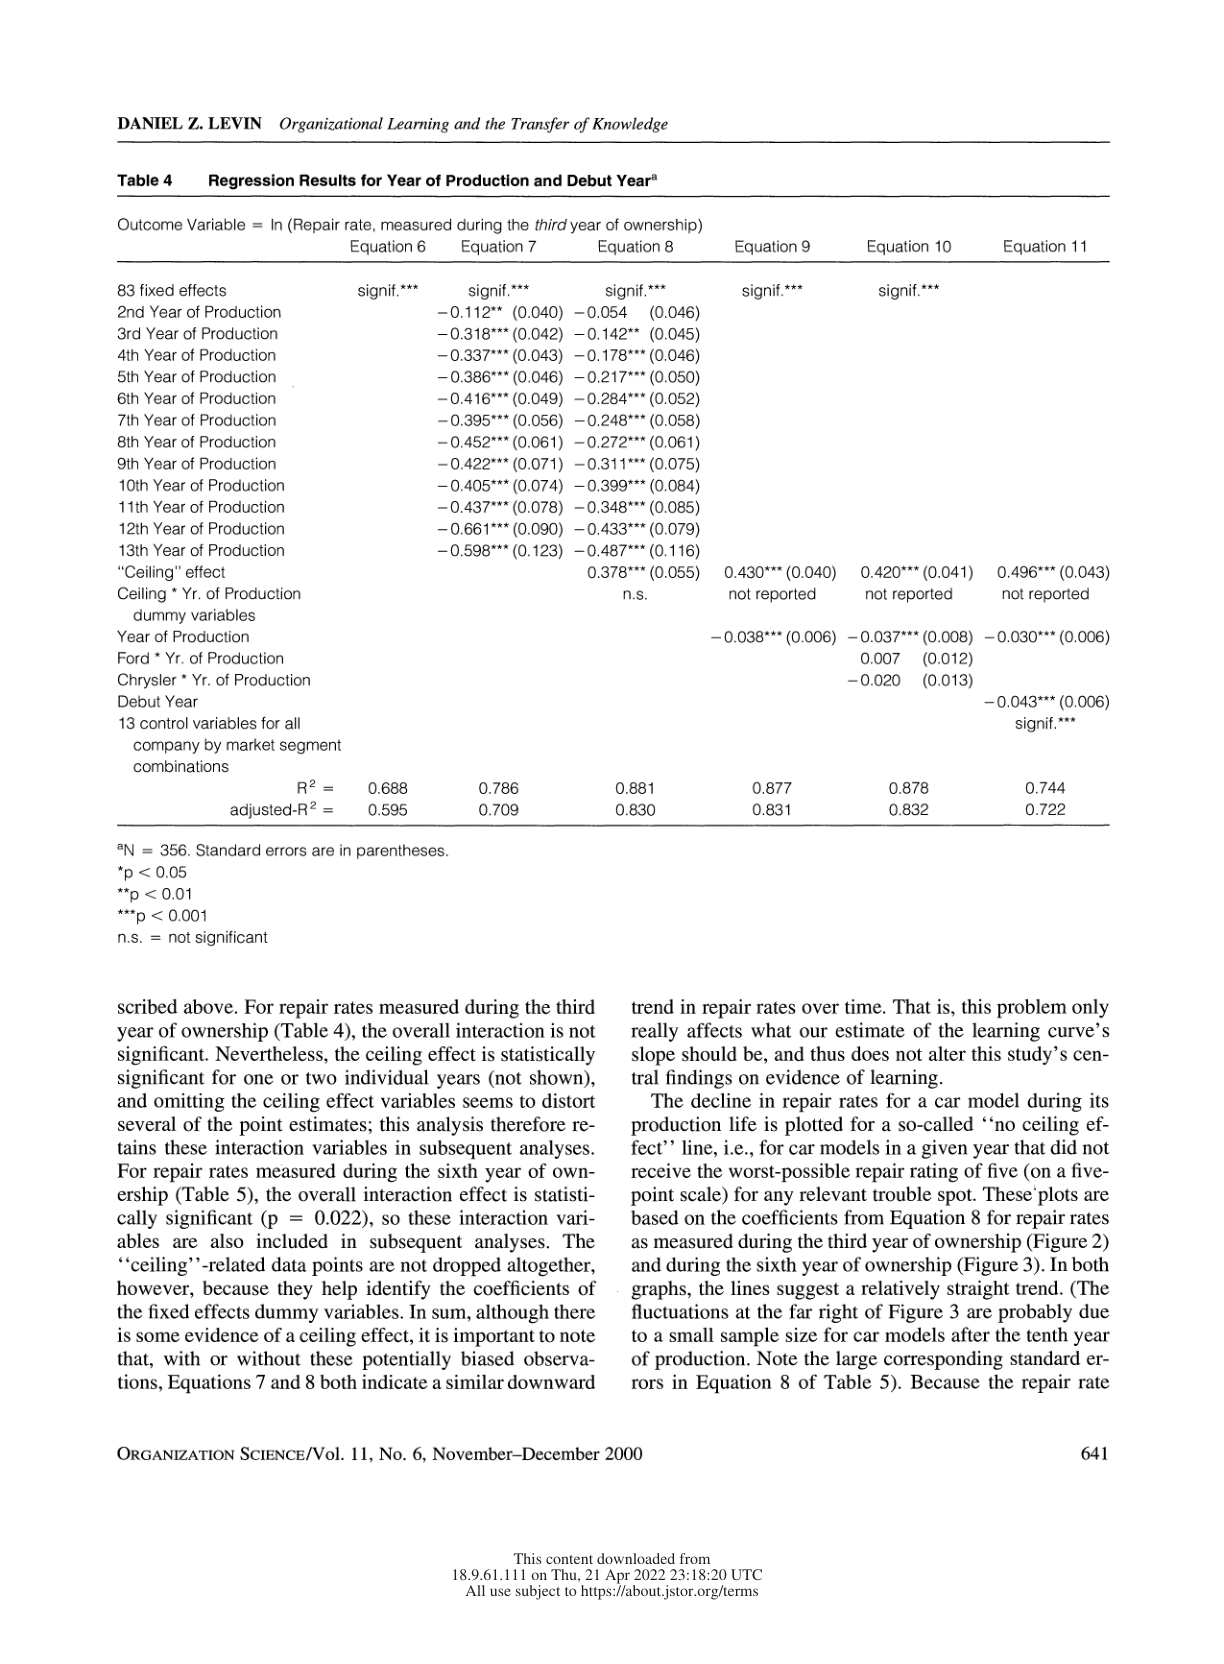 DANIEL Z. LEVIN Organizational Learning and the Transfer of Knowledge
Table 4 Regression Results for Year of Production and Debut Yearᵃ
Outcome Variable = ln (Repair rate, measured during the third year of ownership)
Equation 6 Equation 7 Equation 8 Equation 9 Equation 10 Equation 11
83 fixed effects signif.*** signif.*** signif.*** signif.*** signif.***
2nd Year of Production −0.112** (0.040) −0.054 (0.046)
3rd Year of Production −0.318*** (0.042) −0.142** (0.045)
4th Year of Production −0.337*** (0.043) −0.178*** (0.046)
5th Year of Production −0.386*** (0.046) −0.217*** (0.050)
6th Year of Production −0.416*** (0.049) −0.284*** (0.052)
7th Year of Production −0.395*** (0.056) −0.248*** (0.058)
8th Year of Production −0.452*** (0.061) −0.272*** (0.061)
9th Year of Production −0.422*** (0.071) −0.311*** (0.075)
10th Year of Production −0.405*** (0.074) −0.399*** (0.084)
11th Year of Production −0.437*** (0.078) −0.348*** (0.085)
12th Year of Production −0.661*** (0.090) −0.433*** (0.079)
13th Year of Production −0.598*** (0.123) −0.487*** (0.116)
"Ceiling" effect 0.378*** (0.055) 0.430*** (0.040) 0.420*** (0.041) 0.496*** (0.043)
Ceiling * Yr. of Production n.s. not reported not reported not reported
dummy variables
Year of Production −0.038*** (0.006) −0.037*** (0.008) −0.030*** (0.006)
Ford * Yr. of Production 0.007 (0.012)
Chrysler * Yr. of Production −0.020 (0.013)
Debut Year −0.043*** (0.006)
13 control variables for all signif.***
company by market segment
combinations
R² = 0.688 0.786 0.881 0.877 0.878 0.744
adjusted-R² = 0.595 0.709 0.830 0.831 0.832 0.722
ᵃN = 356. Standard errors are in parentheses.
*p < 0.05
**p < 0.01
***p < 0.001
n.s. = not significant
scribed above. For repair rates measured during the third
year of ownership (Table 4), the overall interaction is not
significant. Nevertheless, the ceiling effect is statistically
significant for one or two individual years (not shown),
and omitting the ceiling effect variables seems to distort
several of the point estimates; this analysis therefore re-
tains these interaction variables in subsequent analyses.
For repair rates measured during the sixth year of own-
ership (Table 5), the overall interaction effect is statisti-
cally significant (p = 0.022), so these interaction vari-
ables are also included in subsequent analyses. The
‘‘ceiling’’-related data points are not dropped altogether,
however, because they help identify the coefficients of
the fixed effects dummy variables. In sum, although there
is some evidence of a ceiling effect, it is important to note
that, with or without these potentially biased observa-
tions, Equations 7 and 8 both indicate a similar downward
trend in repair rates over time. That is, this problem only
really affects what our estimate of the learning curve's
slope should be, and thus does not alter this study's cen-
tral findings on evidence of learning.
The decline in repair rates for a car model during its
production life is plotted for a so-called ‘‘no ceiling ef-
fect’’ line, i.e., for car models in a given year that did not
receive the worst-possible repair rating of five (on a five-
point scale) for any relevant trouble spot. These plots are
based on the coefficients from Equation 8 for repair rates
as measured during the third year of ownership (Figure 2)
and during the sixth year of ownership (Figure 3). In both
graphs, the lines suggest a relatively straight trend. (The
fluctuations at the far right of Figure 3 are probably due
to a small sample size for car models after the tenth year
of production. Note the large corresponding standard er-
rors in Equation 8 of Table 5). Because the repair rate
ORGANIZATION SCIENCE/Vol. 11, No. 6, November–December 2000 641
This content downloaded from
18.9.61.111 on Thu, 21 Apr 2022 23:18:20 UTC
All use subject to https://about.jstor.org/terms